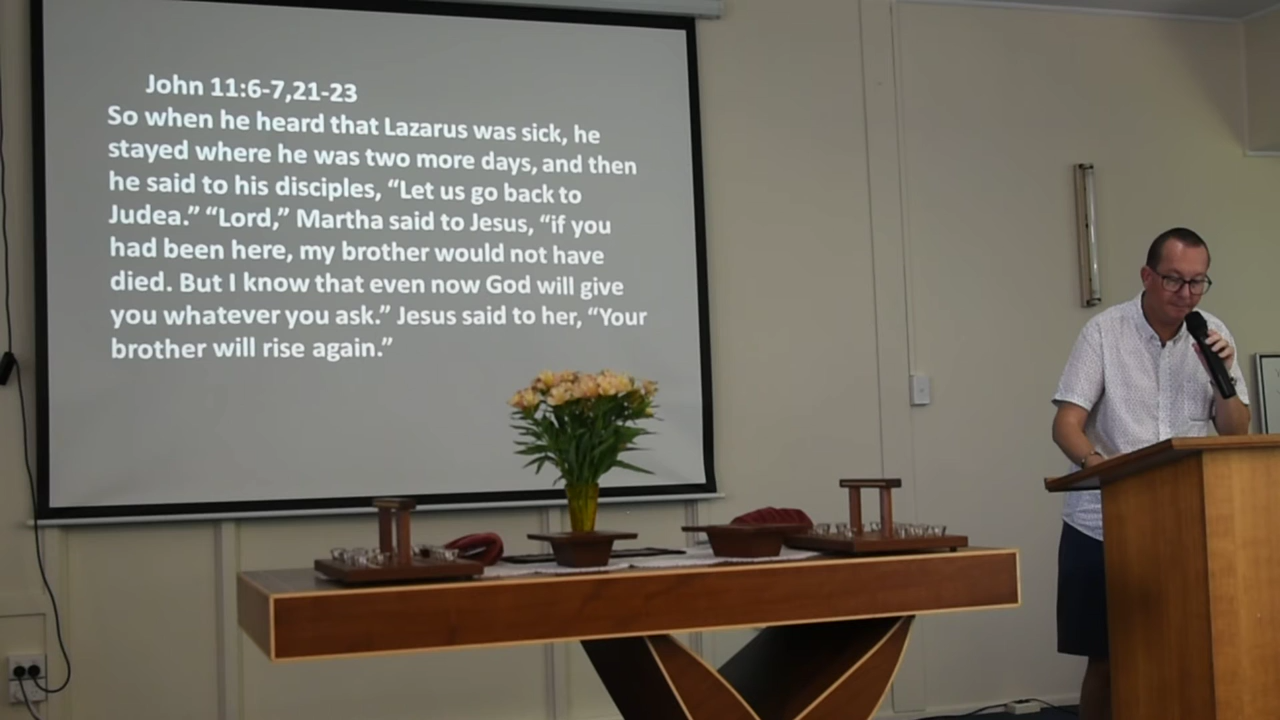 John 11:6-7,21-23
So when he heard that Lazarus was sick, he
stayed where he was two more days, and then
he said to his disciples, “Let us go back to
Judea.” “Lord,” Martha said to Jesus, “if you
had been here, my brother would not have
died. But I know that even now God will give
you whatever you ask.” Jesus said to her, “Your
brother will rise again.”